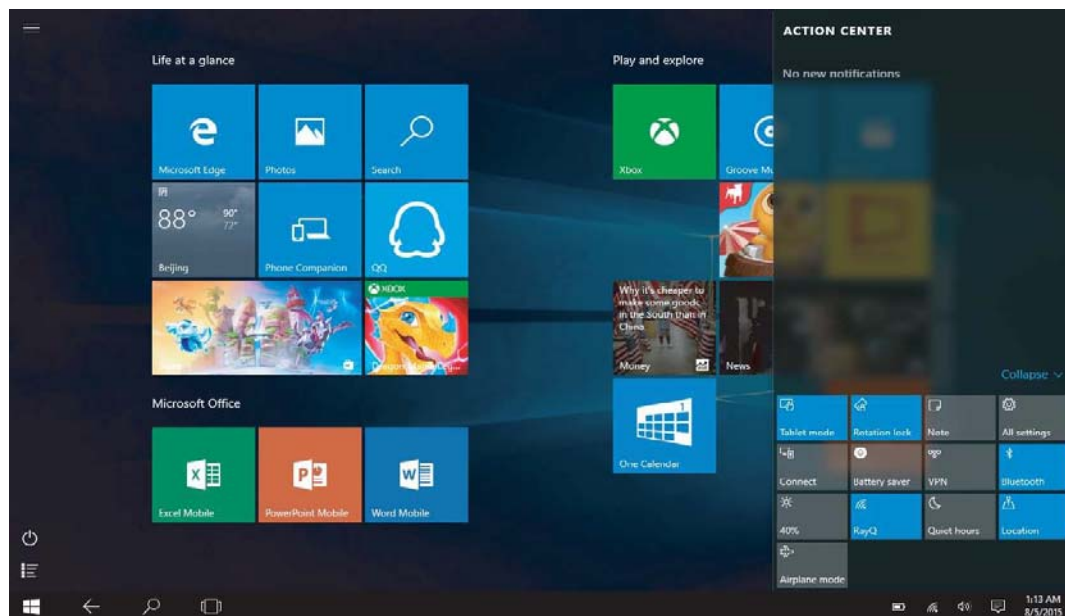 Life at a glance
Microsoft Edge
Photos
Search
88°
90°
72°
Beijing
Phone Companion
QQ
XBOX
Microsoft Office
X
P
W
Excel Mobile
PowerPoint Mobile
Word Mobile
Play and explore
Xbox
Groove Mu
Why it's cheaper to
make some goods
in the South than in
China
Money
News
1
One Calendar
ACTION CENTER
No new notifications
Collapse
Tablet mode
Rotation lock
Note
All settings
Connect
Battery saver
VPN
Bluetooth
40%
RayQ
Quiet hours
Location
Airplane mode
1:13 AM
8/5/2015